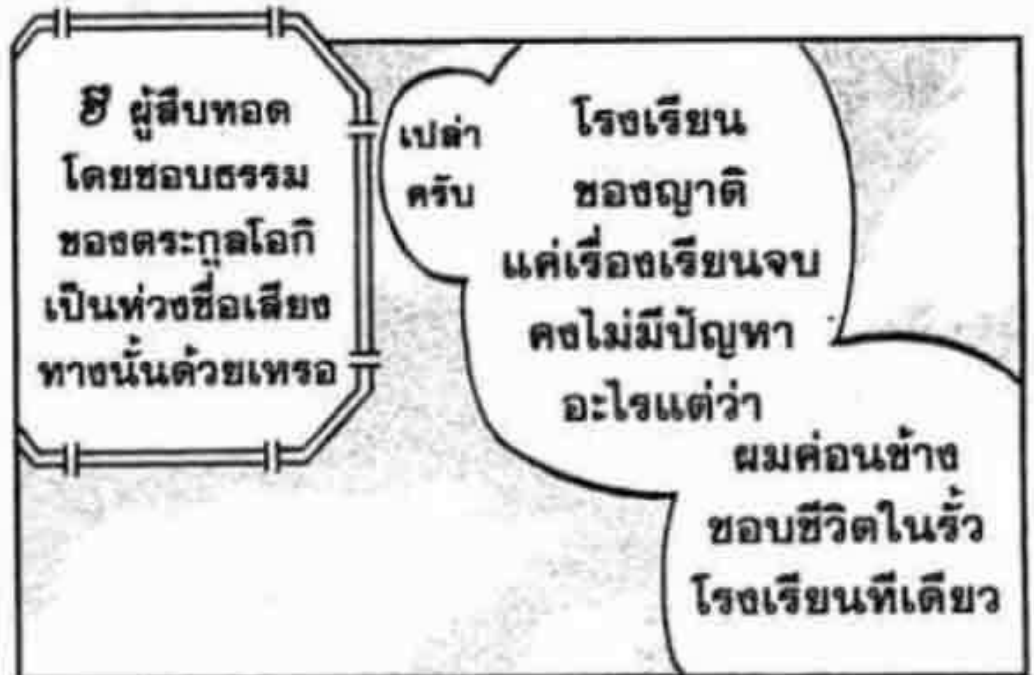 ฮึ ผู้สืบทอด
โดยชอบธรรม
ของตระกูลโอกิ
เป็นห่วงชื่อเสียง
ทางนั้นด้วยเหรอ
เปล่า
ครับ
โรงเรียน
ของญาติ
แค่เรื่องเรียนจบ
คงไม่มีปัญหา
อะไรแต่ว่า
ผมค่อนข้าง
ชอบชีวิตในรั้ว
โรงเรียนทีเดียว